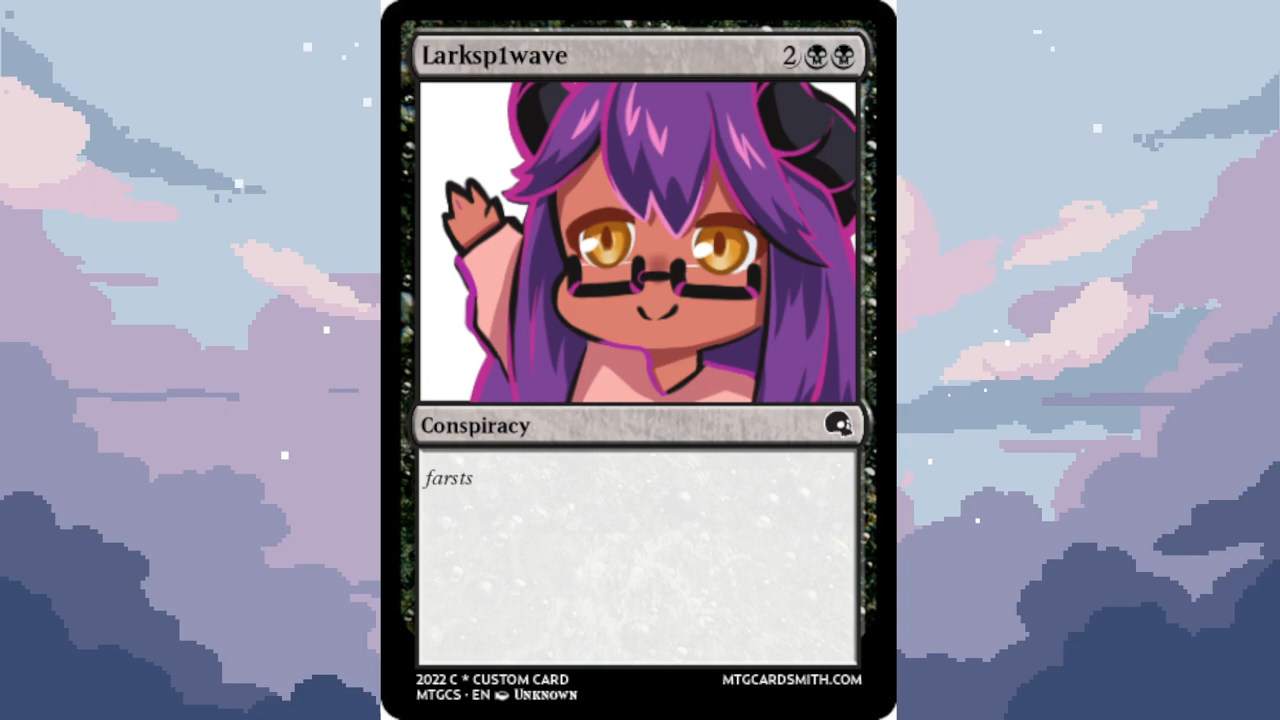 Larksp1wave 2
Conspiracy
farsts
2022 C * CUSTOM CARD MTGCARDSMITH.COM
MTGCS · EN UNKNOWN